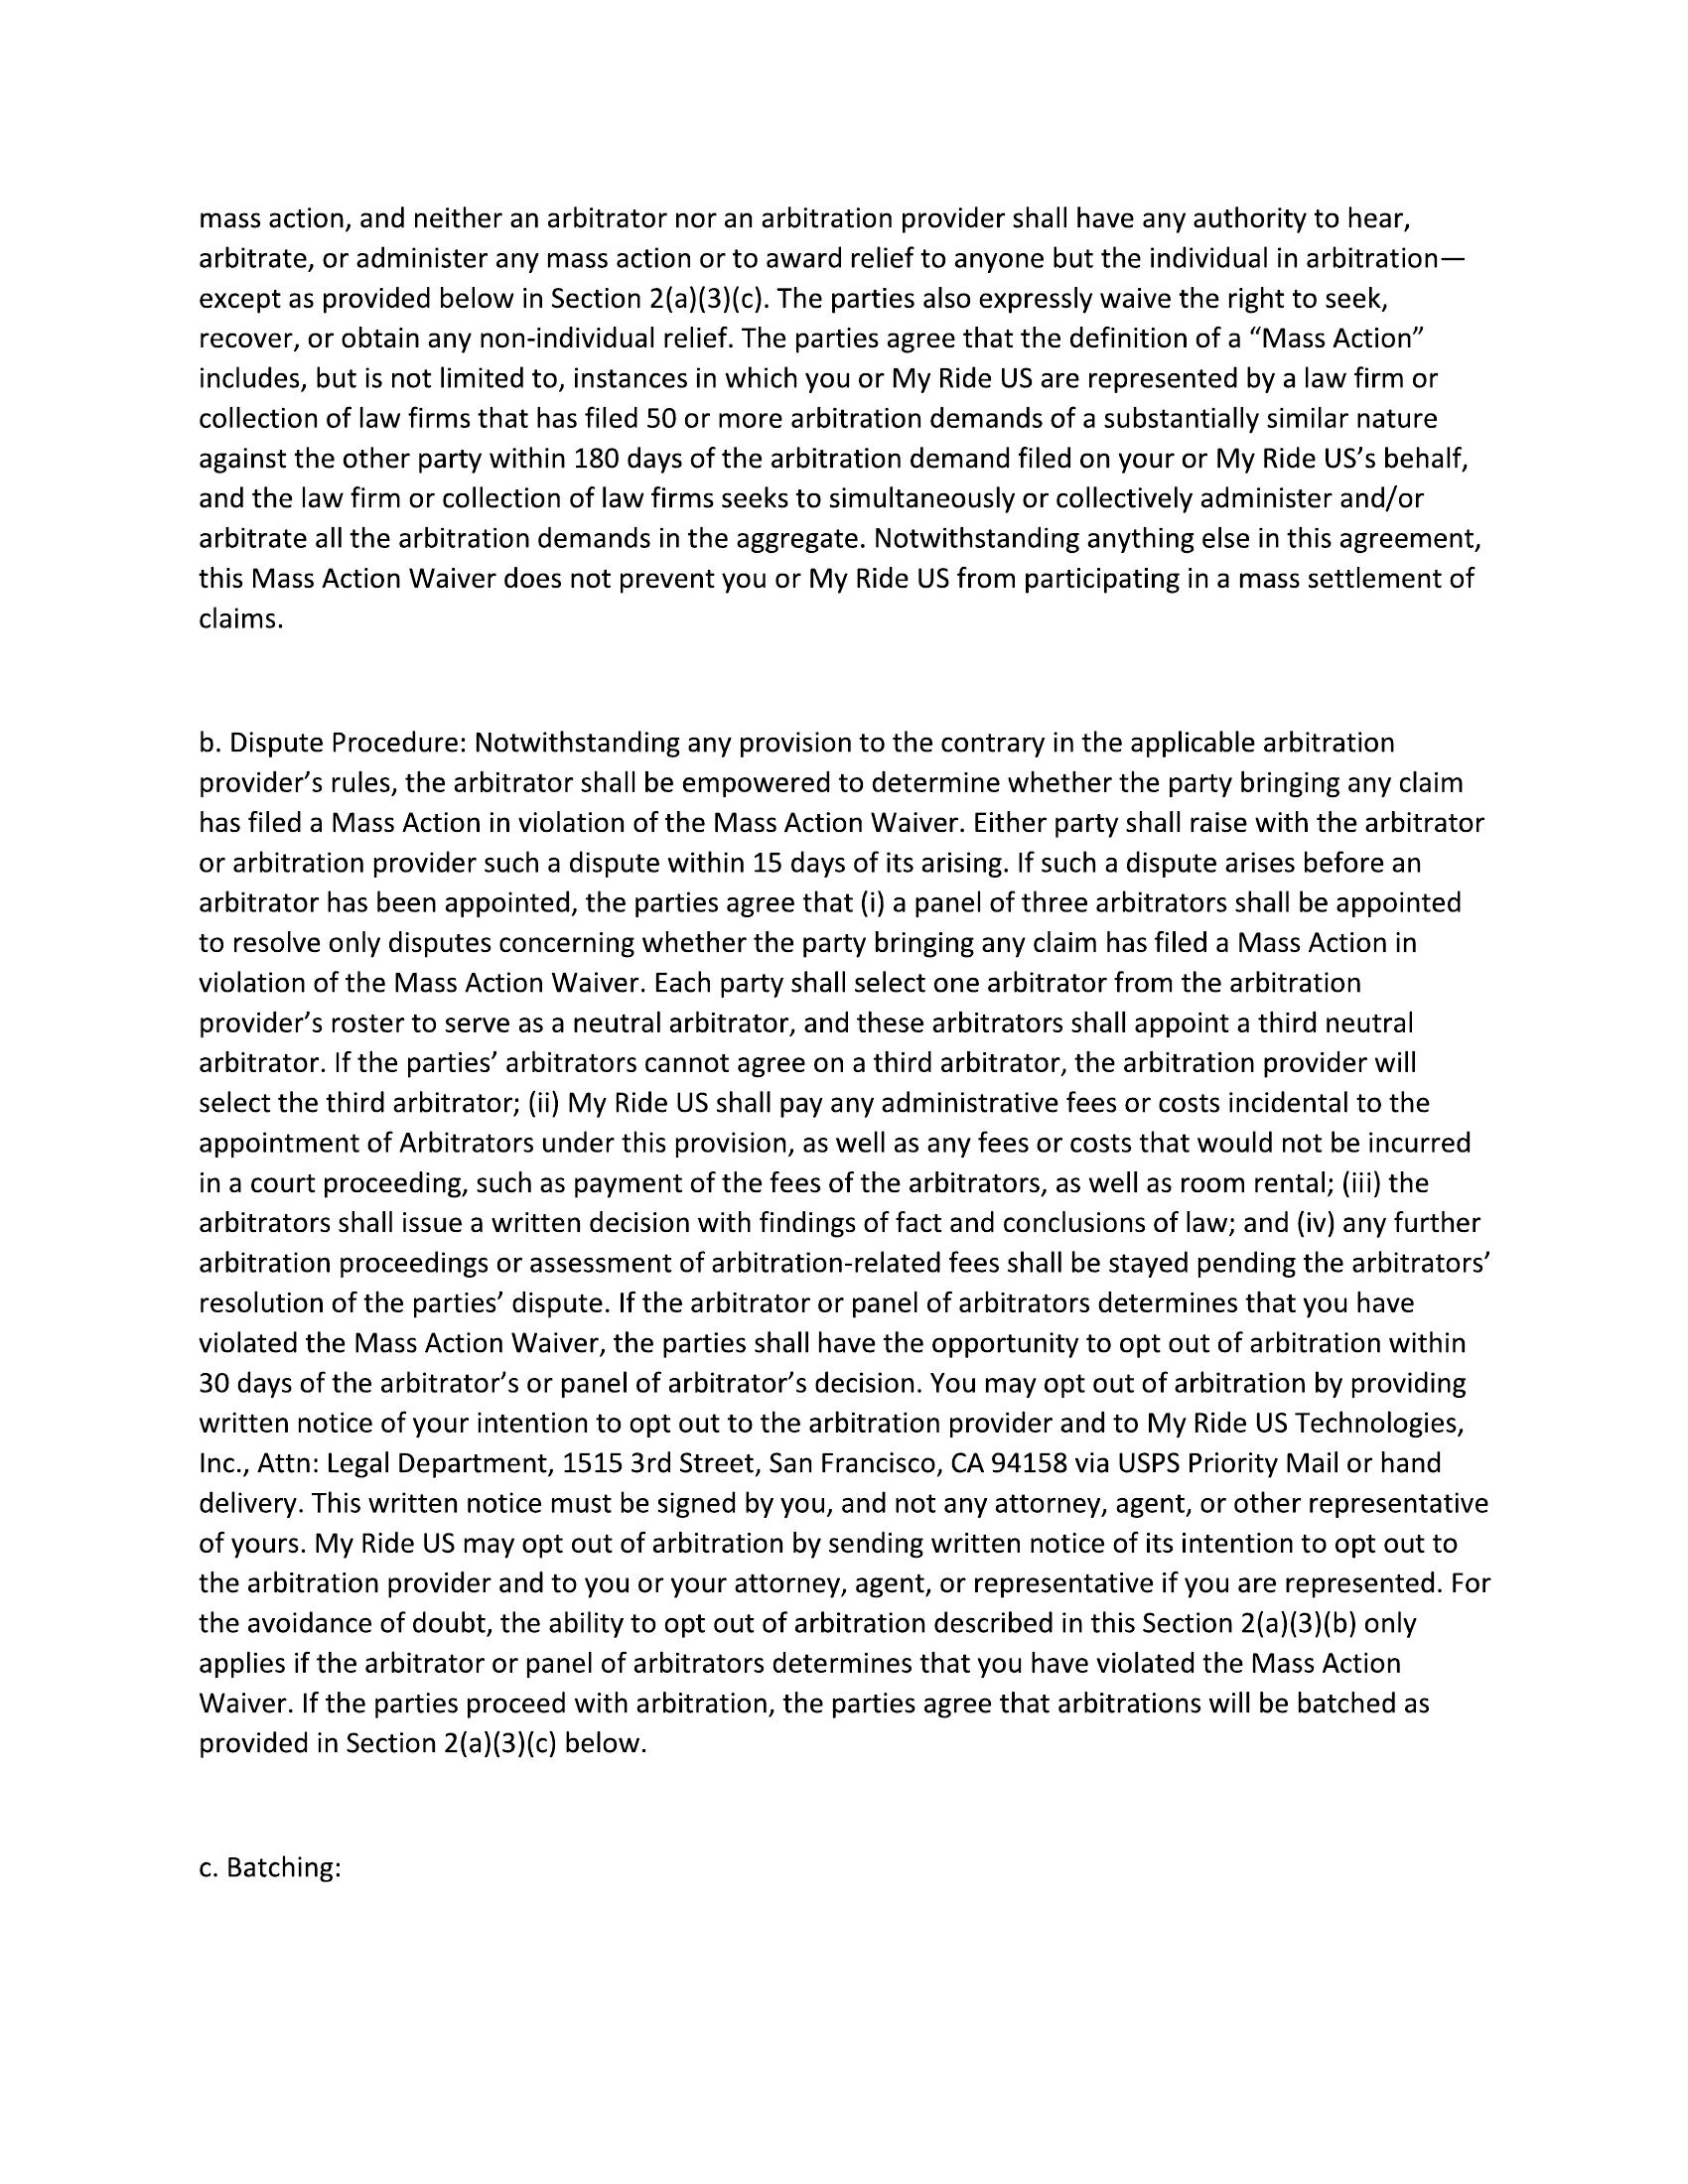 mass action, and neither an arbitrator nor an arbitration provider shall have any authority to hear,
arbitrate, or administer any mass action or to award relief to anyone but the individual in arbitration—
except as provided below in Section 2(a)(3)(c). The parties also expressly waive the right to seek,
recover, or obtain any non-individual relief. The parties agree that the definition of a “Mass Action”
includes, but is not limited to, instances in which you or My Ride US are represented by a law firm or
collection of law firms that has filed 50 or more arbitration demands of a substantially similar nature
against the other party within 180 days of the arbitration demand filed on your or My Ride US’s behalf,
and the law firm or collection of law firms seeks to simultaneously or collectively administer and/or
arbitrate all the arbitration demands in the aggregate. Notwithstanding anything else in this agreement,
this Mass Action Waiver does not prevent you or My Ride US from participating in a mass settlement of
claims.
b. Dispute Procedure: Notwithstanding any provision to the contrary in the applicable arbitration
provider’s rules, the arbitrator shall be empowered to determine whether the party bringing any claim
has filed a Mass Action in violation of the Mass Action Waiver. Either party shall raise with the arbitrator
or arbitration provider such a dispute within 15 days of its arising. If such a dispute arises before an
arbitrator has been appointed, the parties agree that (i) a panel of three arbitrators shall be appointed
to resolve only disputes concerning whether the party bringing any claim has filed a Mass Action in
violation of the Mass Action Waiver. Each party shall select one arbitrator from the arbitration
provider’s roster to serve as a neutral arbitrator, and these arbitrators shall appoint a third neutral
arbitrator. If the parties’ arbitrators cannot agree on a third arbitrator, the arbitration provider will
select the third arbitrator; (ii) My Ride US shall pay any administrative fees or costs incidental to the
appointment of Arbitrators under this provision, as well as any fees or costs that would not be incurred
in a court proceeding, such as payment of the fees of the arbitrators, as well as room rental; (iii) the
arbitrators shall issue a written decision with findings of fact and conclusions of law; and (iv) any further
arbitration proceedings or assessment of arbitration-related fees shall be stayed pending the arbitrators’
resolution of the parties’ dispute. If the arbitrator or panel of arbitrators determines that you have
violated the Mass Action Waiver, the parties shall have the opportunity to opt out of arbitration within
30 days of the arbitrator’s or panel of arbitrator’s decision. You may opt out of arbitration by providing
written notice of your intention to opt out to the arbitration provider and to My Ride US Technologies,
Inc., Attn: Legal Department, 1515 3rd Street, San Francisco, CA 94158 via USPS Priority Mail or hand
delivery. This written notice must be signed by you, and not any attorney, agent, or other representative
of yours. My Ride US may opt out of arbitration by sending written notice of its intention to opt out to
the arbitration provider and to you or your attorney, agent, or representative if you are represented. For
the avoidance of doubt, the ability to opt out of arbitration described in this Section 2(a)(3)(b) only
applies if the arbitrator or panel of arbitrators determines that you have violated the Mass Action
Waiver. If the parties proceed with arbitration, the parties agree that arbitrations will be batched as
provided in Section 2(a)(3)(c) below.
c. Batching: